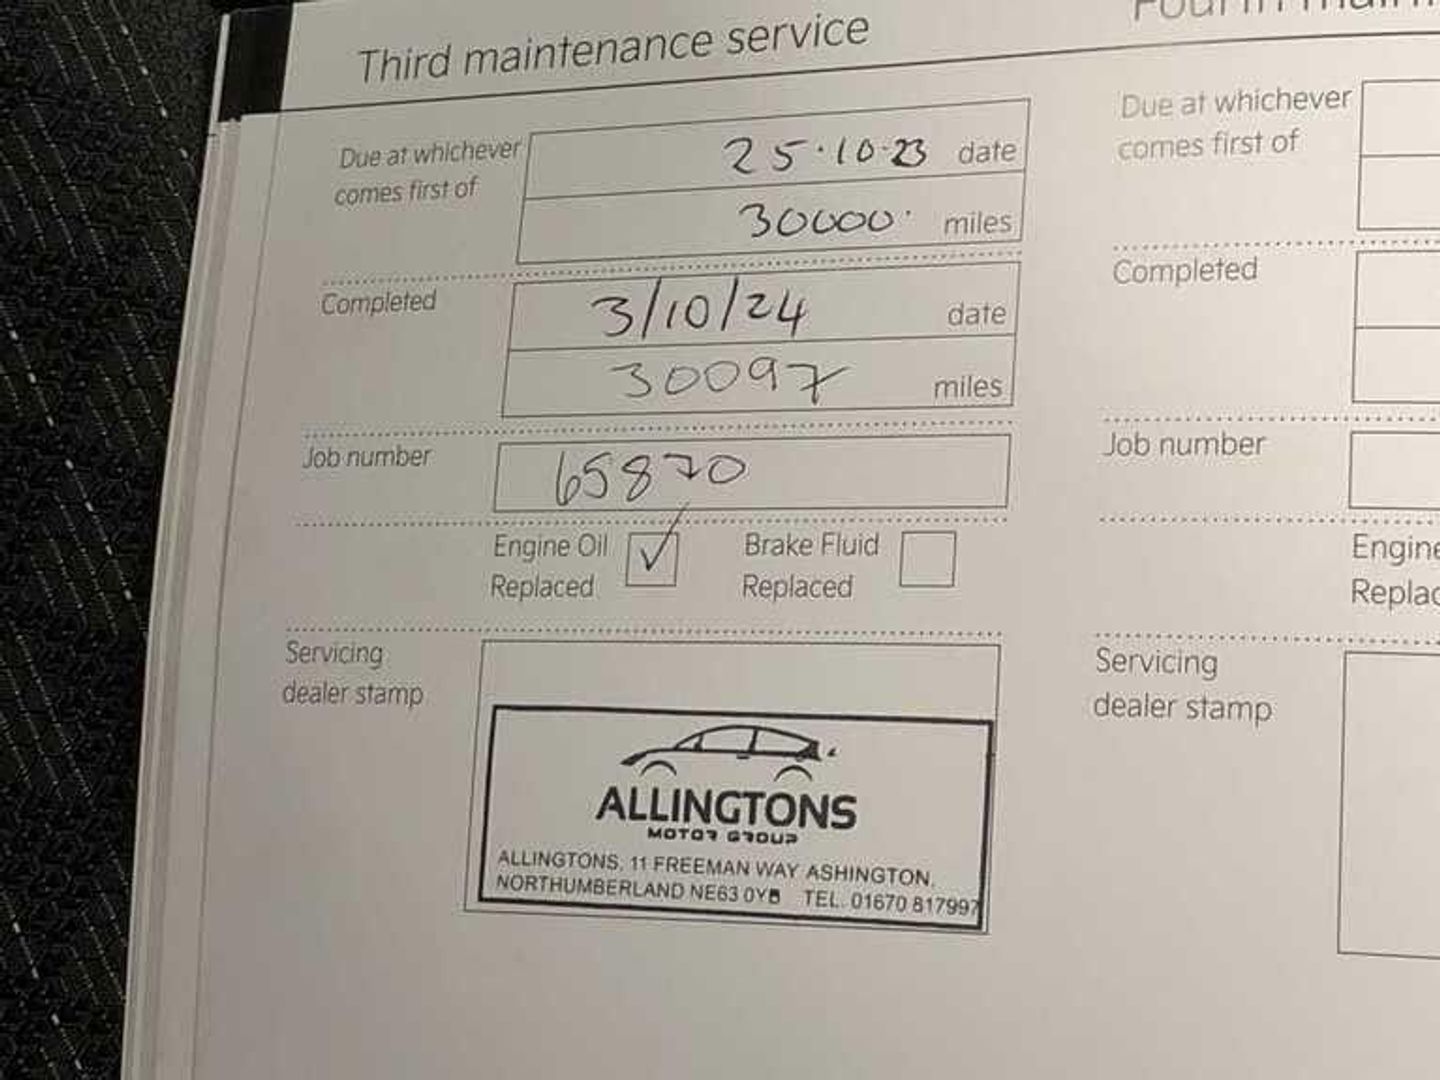 Third maintenance service
Due at whichever
comes first of
25·10·23 date
30000· miles
Completed
3/10/24 date
30097 miles
Job number
65870
Engine Oil
Replaced
Brake Fluid
Replaced
Servicing
dealer stamp
ALLINGTONS
MOTOR GROUP
ALLINGTONS, 11 FREEMAN WAY ASHINGTON,
NORTHUMBERLAND NE63 0YB TEL. 01670 817997
Fourth
Due at whichever
comes first of
Completed
Job number
Engine
Replac
Servicing
dealer stamp